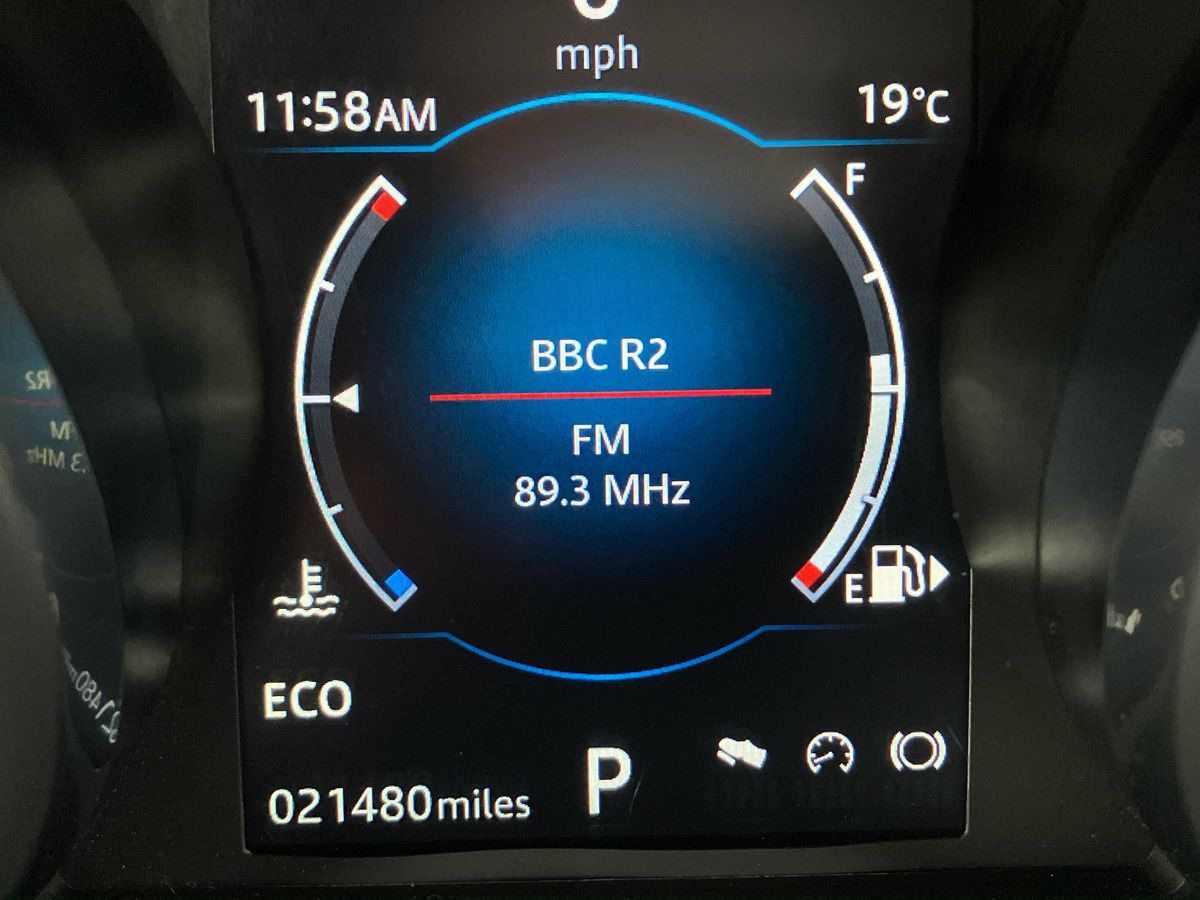 mph
11:58AM
19°C
F
BBC R2
FM
89.3 MHz
E
ECO
P
021480miles